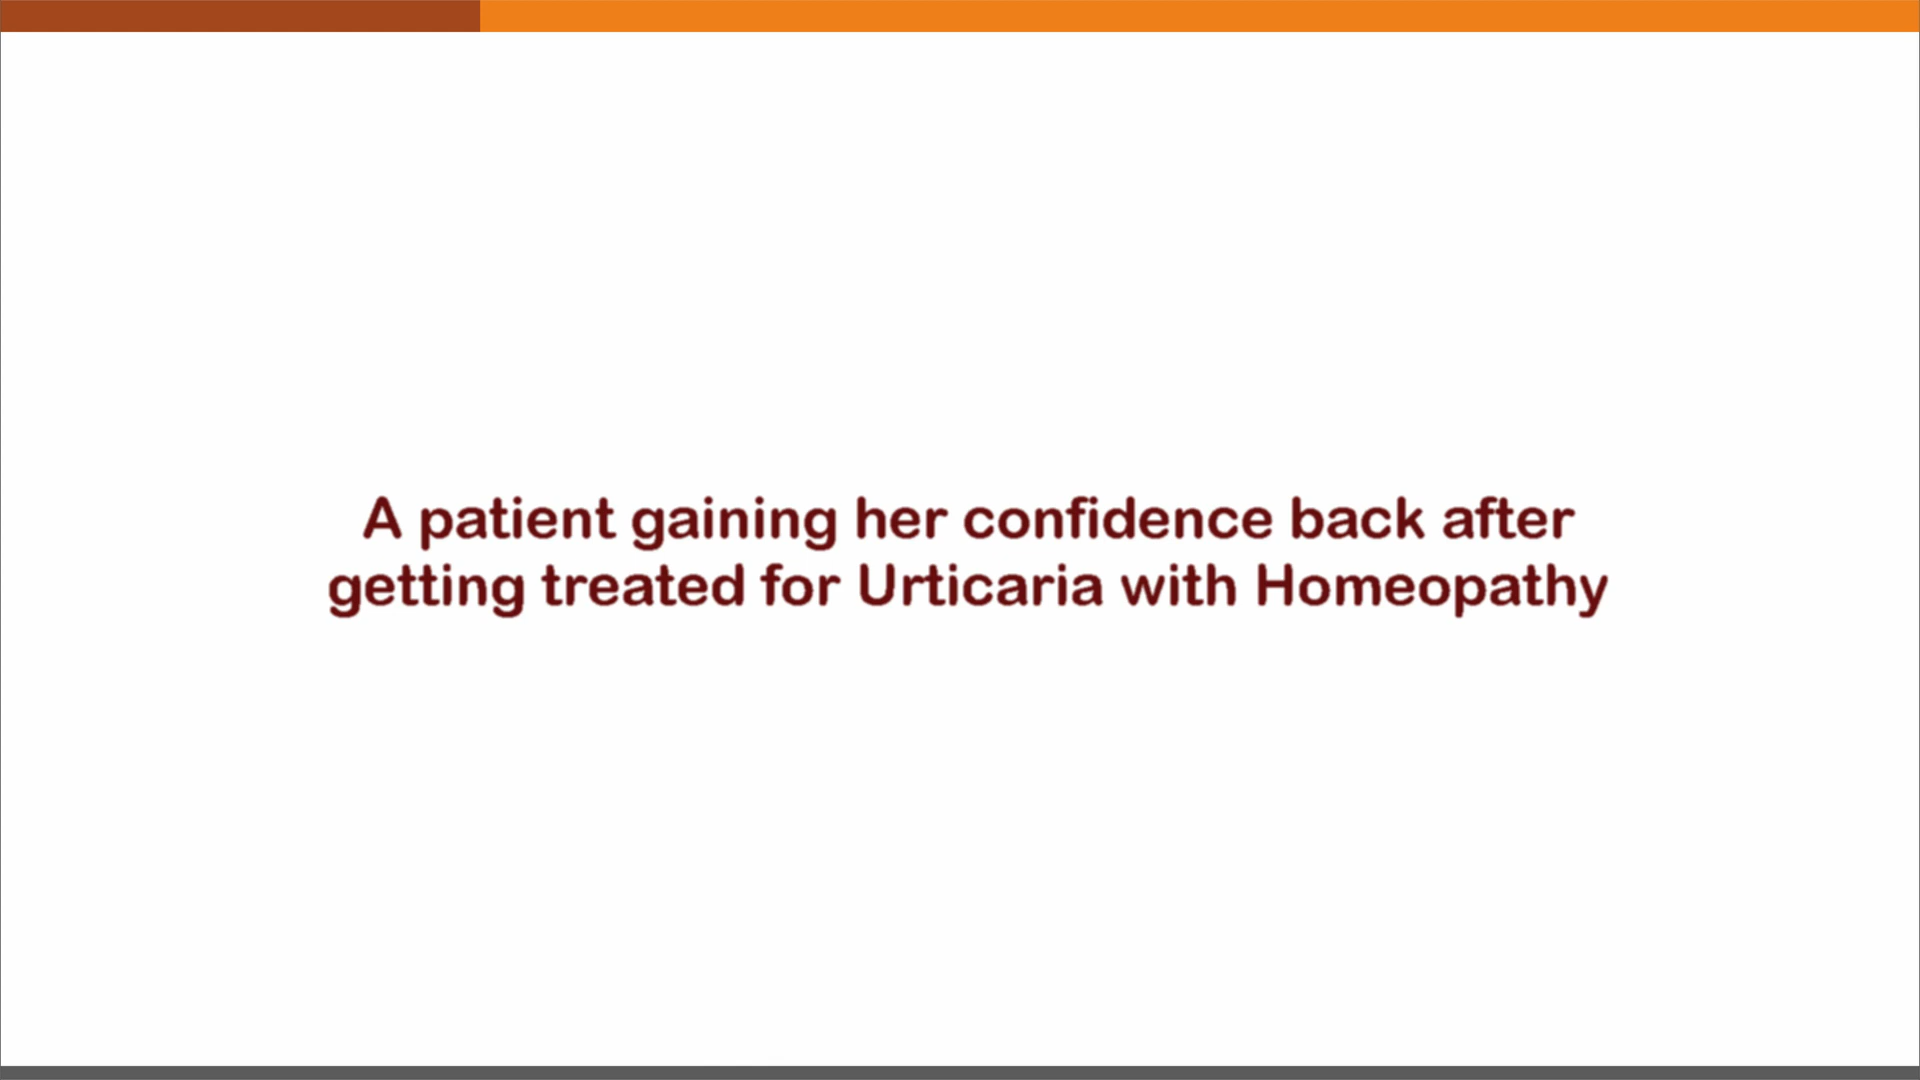 A patient gaining her confidence back after
getting treated for Urticaria with Homeopathy